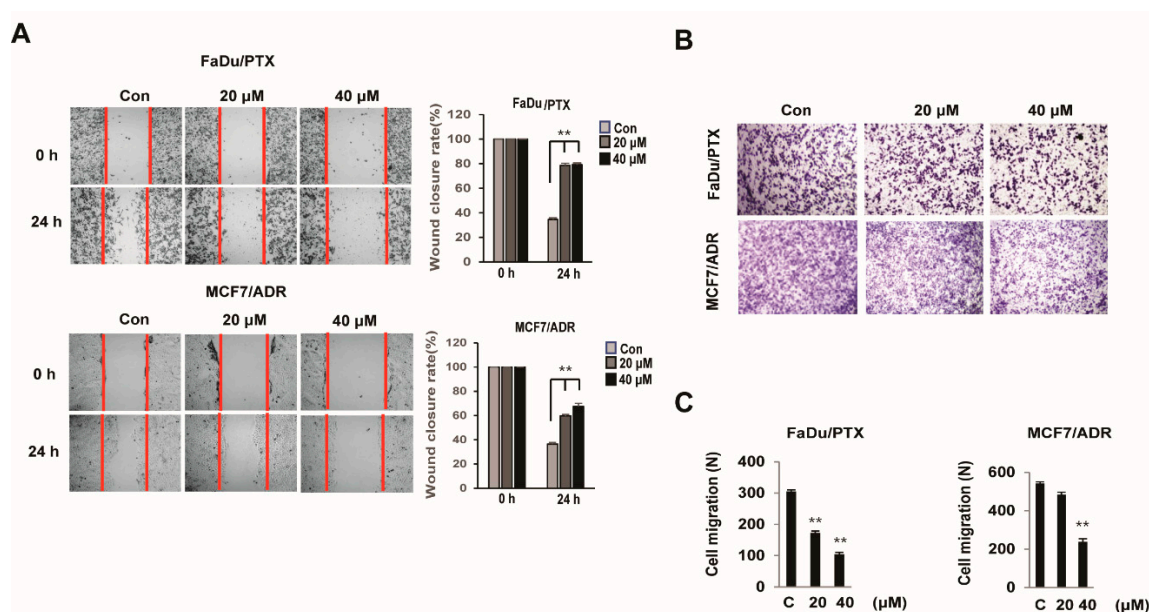 A
FaDu/PTX
Con 20 µM 40 µM
0 h
24 h
FaDu/PTX
Wound closure rate(%)
120
100
80
60
40
20
0
**
Con
20 µM
40 µM
0 h 24 h
MCF7/ADR
Con 20 µM 40 µM
0 h
24 h
MCF7/ADR
Wound closure rate(%)
120
100
80
60
40
20
0
**
Con
20 µM
40 µM
0 h 24 h
B
Con 20 µM 40 µM
FaDu/PTX
MCF7/ADR
C
FaDu/PTX
Cell migration (N)
400
300
200
100
0
**
**
C 20 40 (µM)
MCF7/ADR
Cell migration (N)
600
400
200
0
**
C 20 40 (µM)